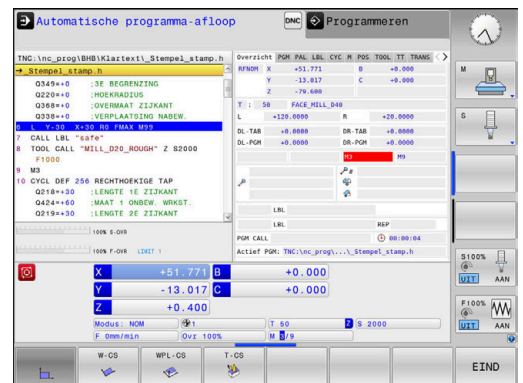 Automatische programma-afloop DNC Programmeren
TNC:\nc_prog\BHB\Klartext\_Stempel_stamp.h
→_Stempel_stamp.h
Q349=+0 ;3E BEGRENZING
Q220=+0 ;HOEKRADIUS
Q368=+0 ;OVERMAAT ZIJKANT
Q338=+0 ;VERPLAATSING NABEW.
6 L Y-30 X+30 R0 FMAX M99
7 CALL LBL "safe"
8 TOOL CALL "MILL_D20_ROUGH" Z S2000
F1000
9 M3
10 CYCL DEF 256 RECHTHOEKIGE TAP
Q218=+30 ;LENGTE 1E ZIJKANT
Q424=+60 ;MAAT 1 ONBEW. WRKST.
Q219=+30 ;LENGTE 2E ZIJKANT
100% S-OVR
100% F-OVR LIMIT 1
Overzicht PGM PAL LBL CYC M POS TOOL TT TRANS
RFNOM X +51.771 B +0.000
Y -13.017 C +0.000
Z -79.600
T : 50 FACE_MILL_D40
L +120.0000 R +20.0000
DL-TAB +0.0000 DR-TAB +0.0000
DL-PGM +0.0000 DR-PGM +0.0000
M3 M9
P#
LBL
LBL REP
PGM CALL 00:00:04
Actief PGM: TNC:\nc_prog\...\_Stempel_stamp.h
X +51.771 B +0.000
Y -13.017 C +0.000
Z +0.400
Modus: NOM 1 T 50 Z S 2000
F 0mm/min Ovr 100% M 3/9
W-CS WPL-CS T-CS
EIND
M
S
S100%
UIT AAN
F100%
UIT AAN